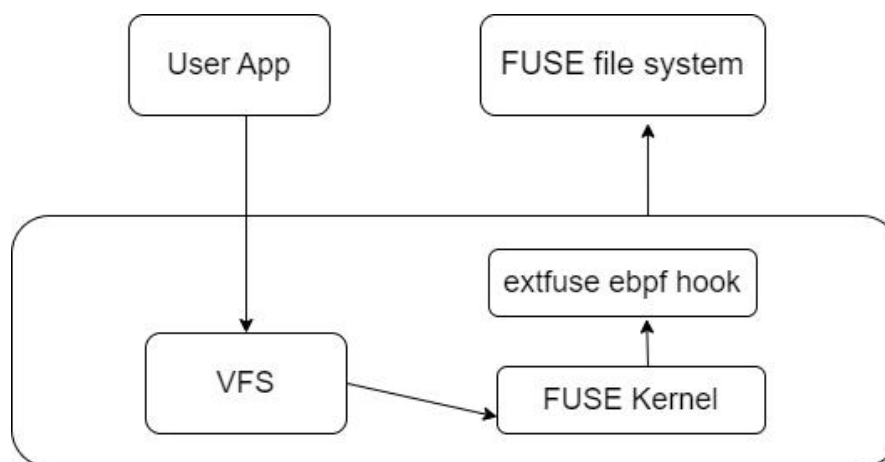 User App
FUSE file system
extfuse ebpf hook
VFS
FUSE Kernel